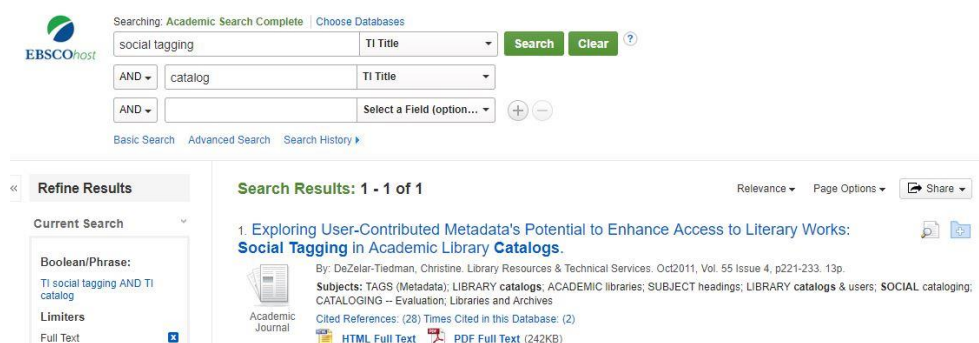 Searching: Academic Search Complete | Choose Databases
EBSCOhost
social tagging TI Title Search Clear ?
AND catalog TI Title
AND Select a Field (option...
Basic Search Advanced Search Search History
« Refine Results
Search Results: 1 - 1 of 1
Relevance Page Options Share
Current Search
Boolean/Phrase:
TI social tagging AND TI
catalog
Limiters
Full Text
1. Exploring User-Contributed Metadata's Potential to Enhance Access to Literary Works:
Social Tagging in Academic Library Catalogs.
Academic
Journal
By: DeZelar-Tiedman, Christine. Library Resources & Technical Services. Oct2011, Vol. 55 Issue 4, p221-233. 13p.
Subjects: TAGS (Metadata); LIBRARY catalogs; ACADEMIC libraries; SUBJECT headings; LIBRARY catalogs & users; SOCIAL cataloging;
CATALOGING -- Evaluation; Libraries and Archives
Cited References: (28) Times Cited in this Database: (2)
HTML Full Text PDF Full Text (242KB)